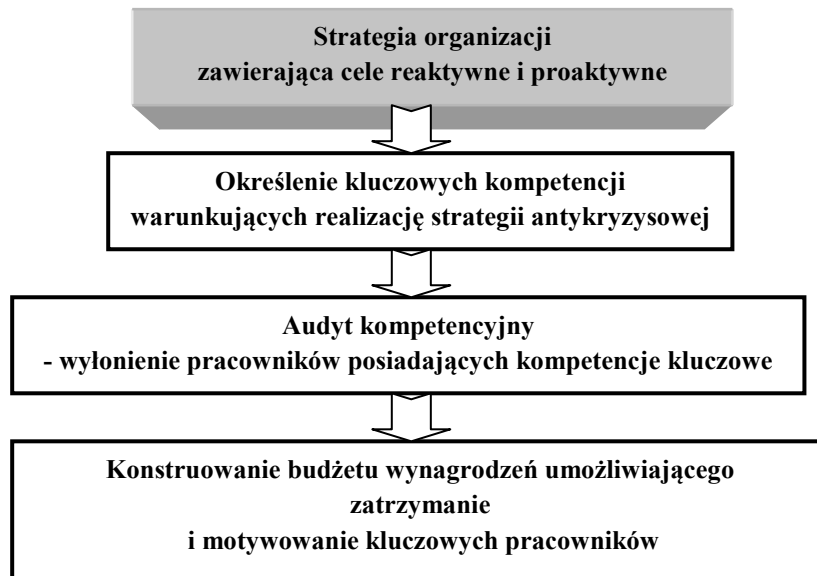 Strategia organizacji
zawierająca cele reaktywne i proaktywne
Określenie kluczowych kompetencji
warunkujących realizację strategii antykryzysowej
Audyt kompetencyjny
- wyłonienie pracowników posiadających kompetencje kluczowe
Konstruowanie budżetu wynagrodzeń umożliwiającego
zatrzymanie
i motywowanie kluczowych pracowników